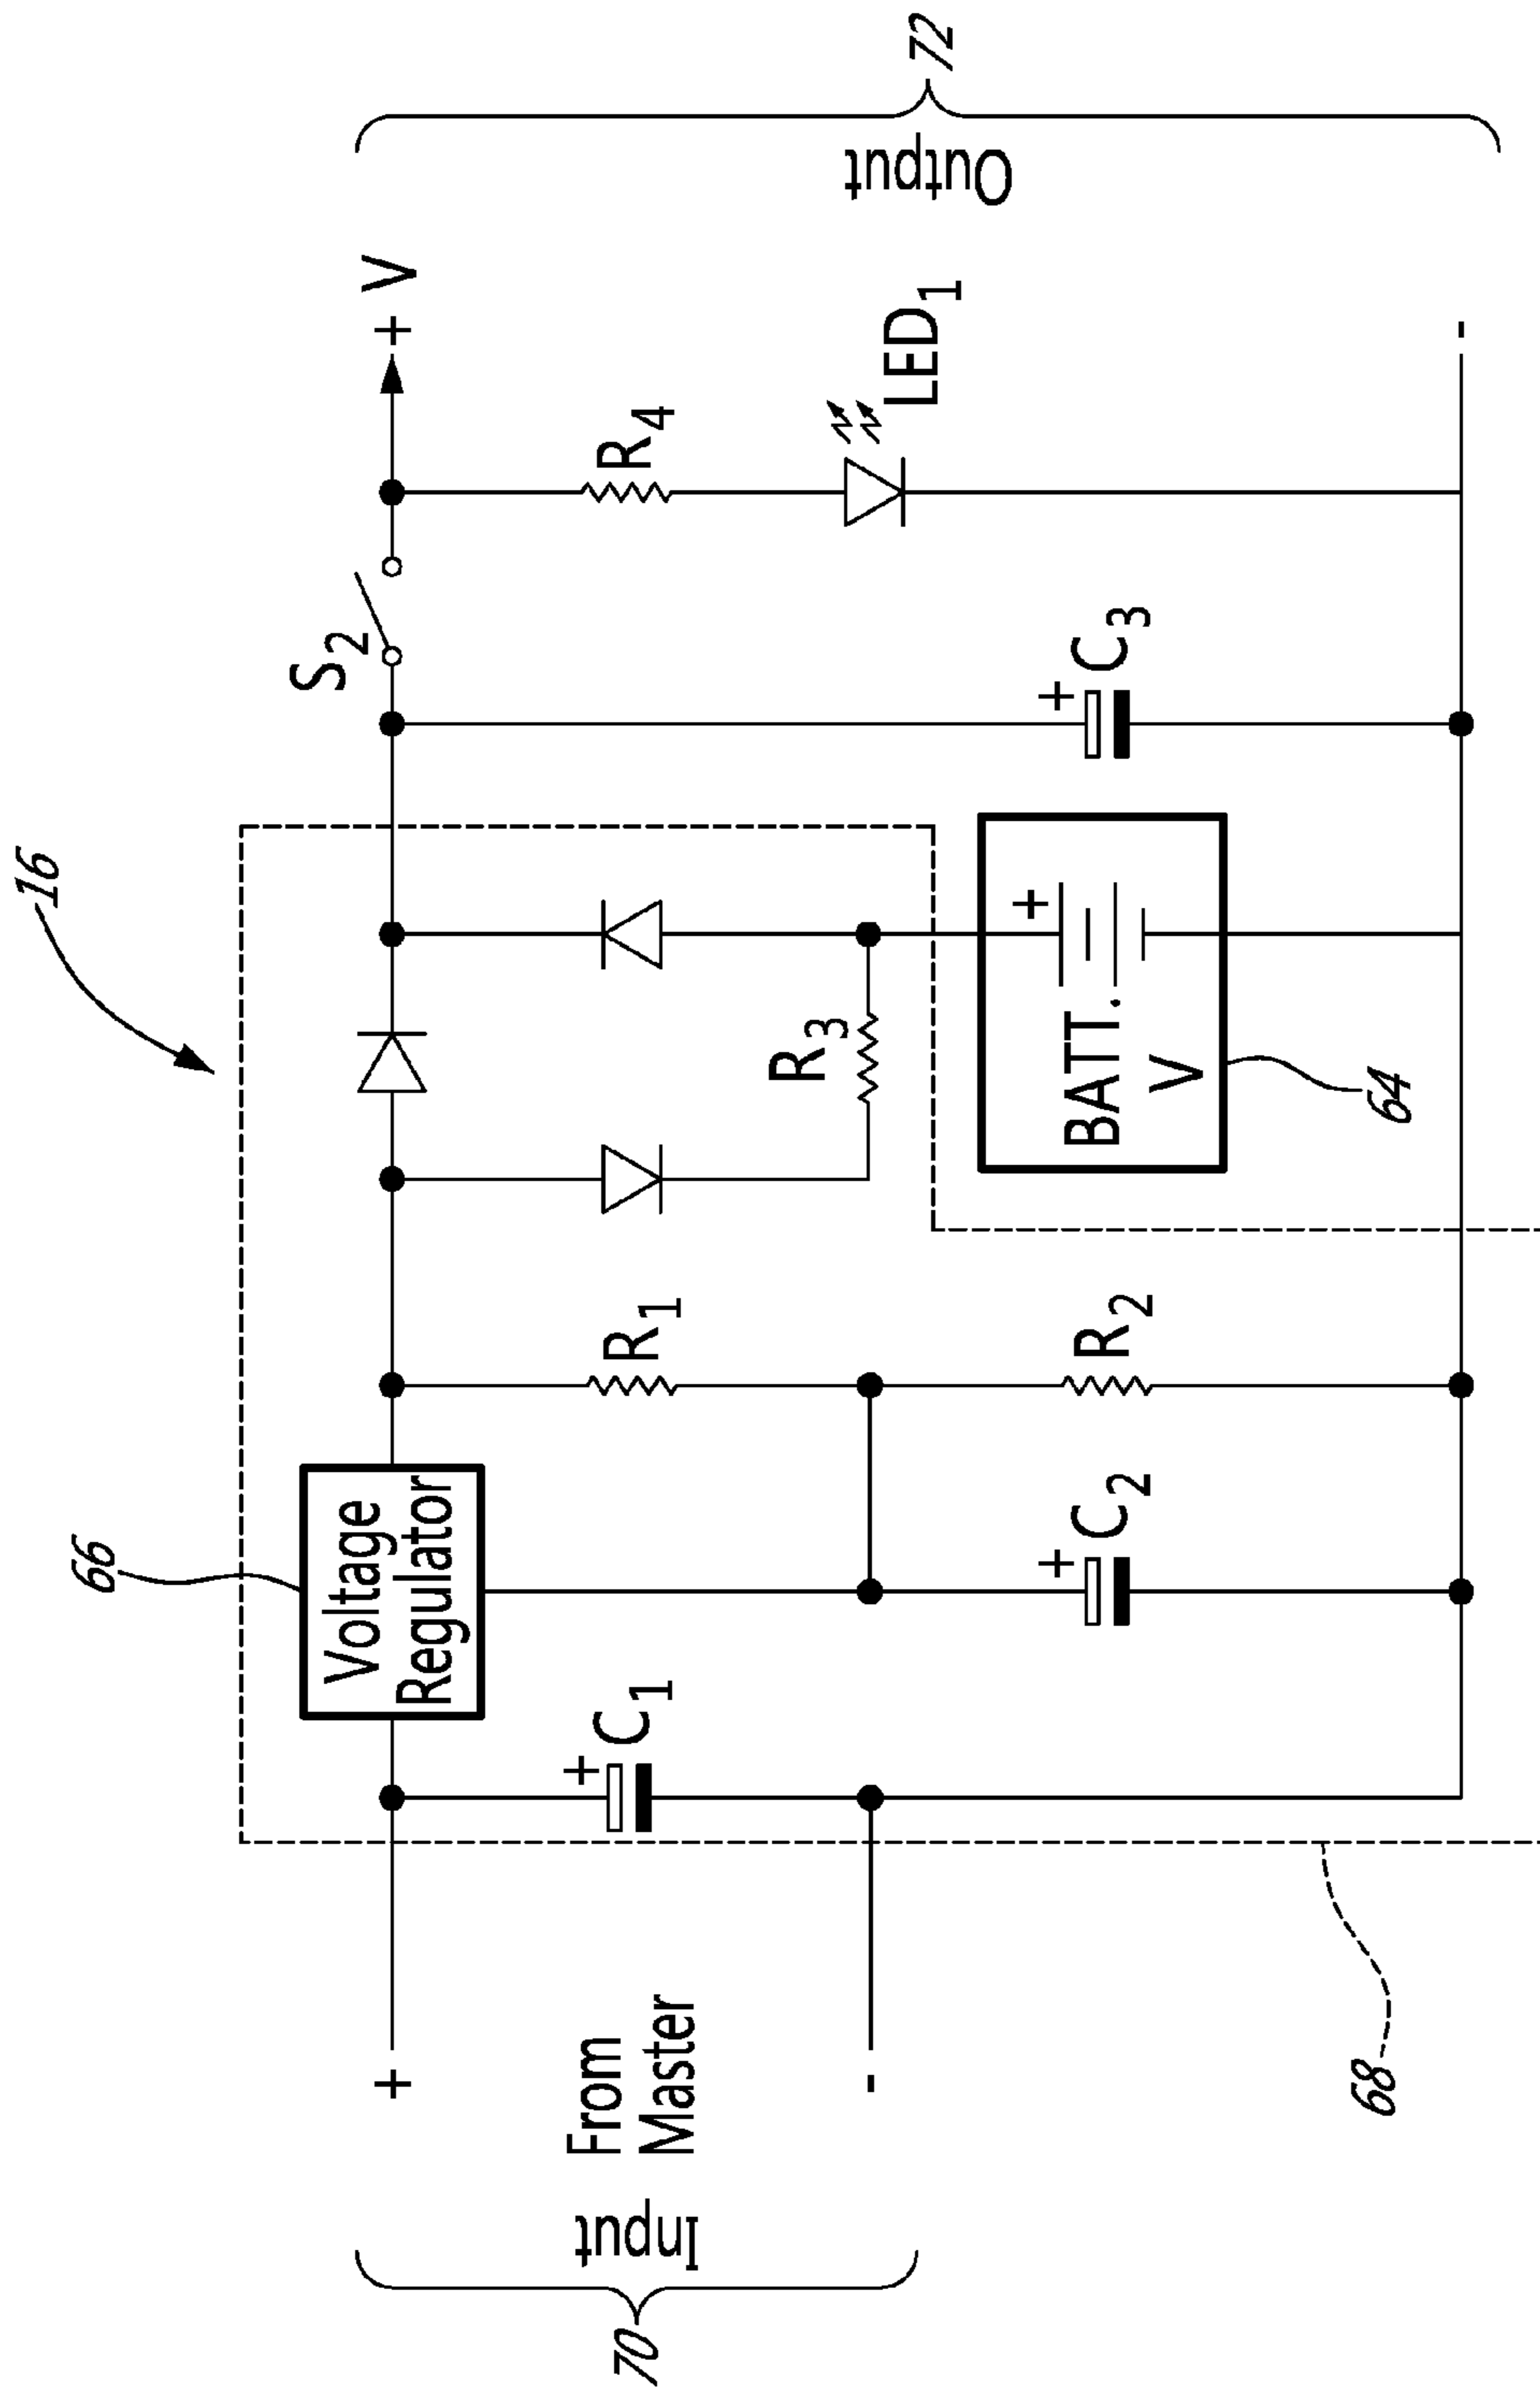 16
66
Voltage
Regulator
S2
+ V
+
From
Master
-
Input
70
+
C1
R1
R3
R4
LED1
Output
72
+
C2
R2
+
BATT.
V
64
+
C3
-
68